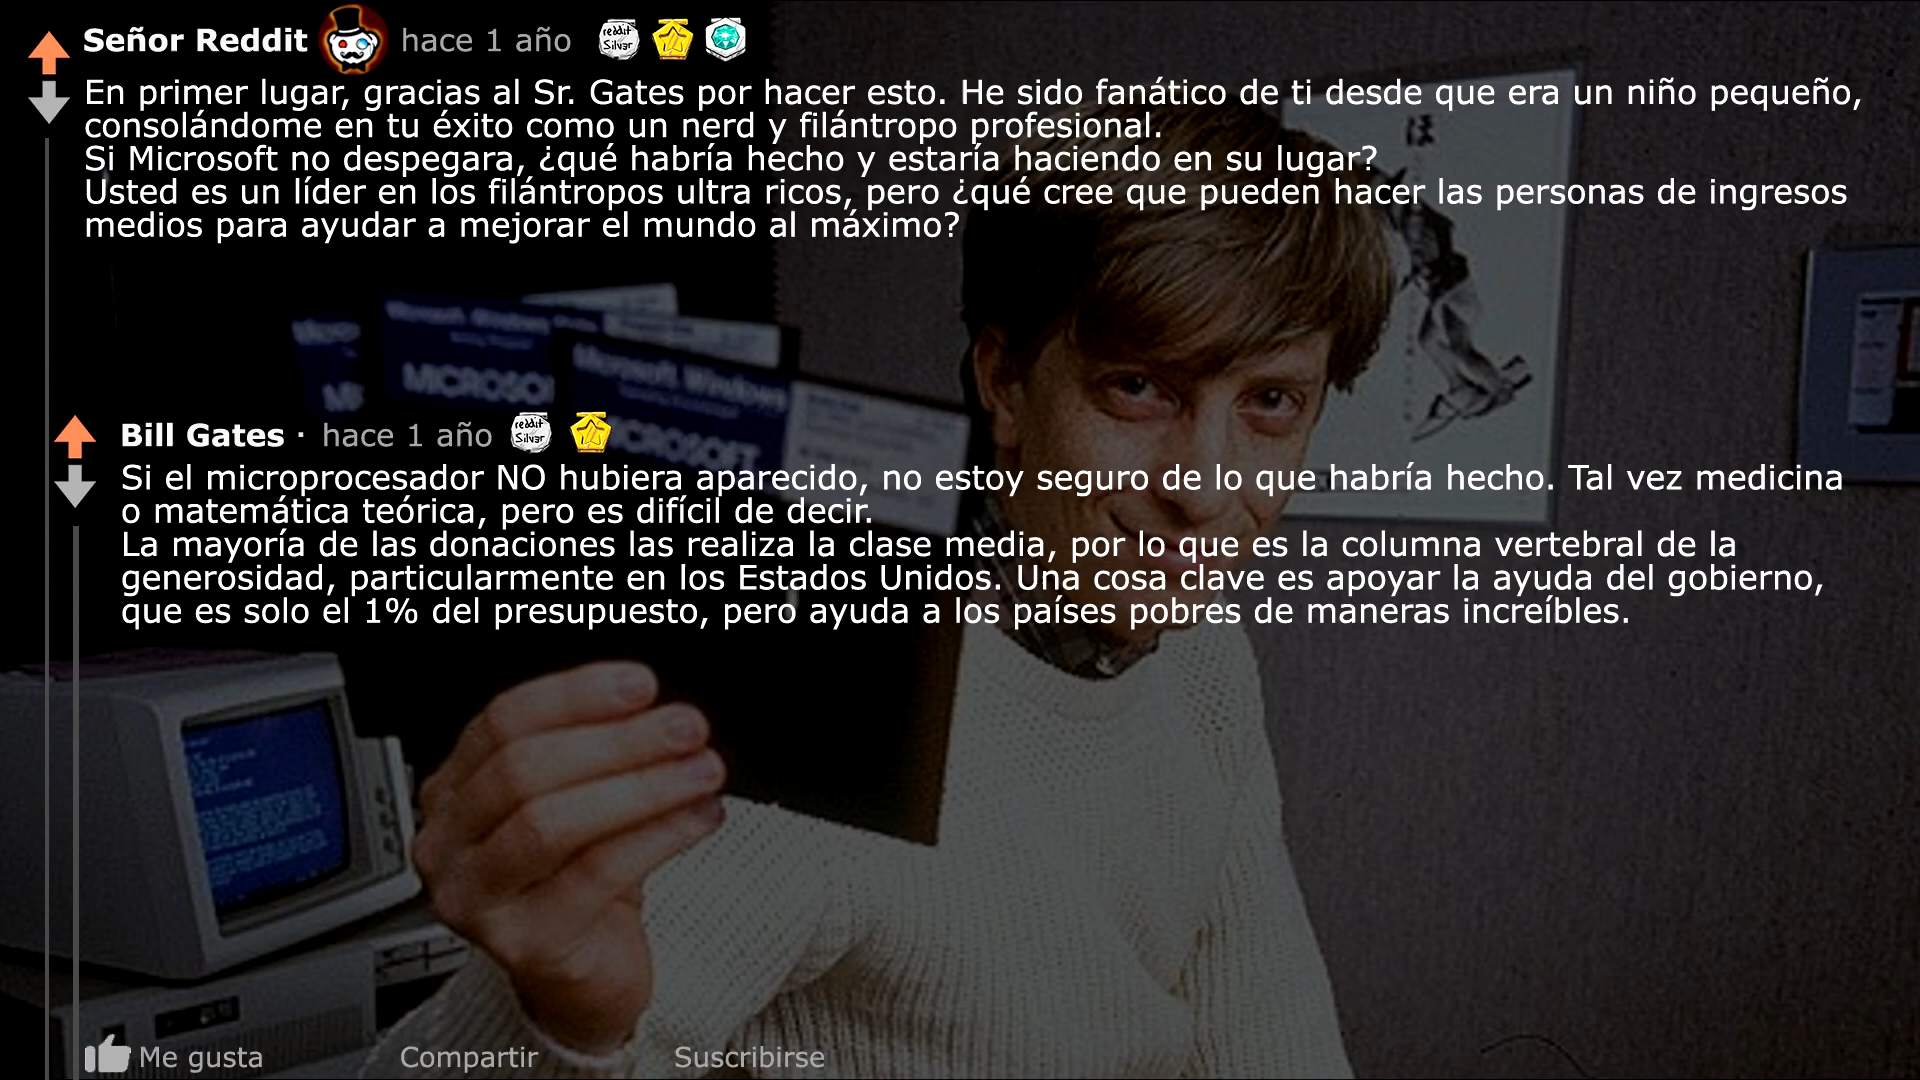 Señor Reddit hace 1 año reddit Silver
En primer lugar, gracias al Sr. Gates por hacer esto. He sido fanático de ti desde que era un niño pequeño,
consolándome en tu éxito como un nerd y filántropo profesional.
Si Microsoft no despegara, ¿qué habría hecho y estaría haciendo en su lugar?
Usted es un líder en los filántropos ultra ricos, pero ¿qué cree que pueden hacer las personas de ingresos
medios para ayudar a mejorar el mundo al máximo?
Microsoft Windows
MICROSOFT
Bill Gates · hace 1 año reddit Silver
Si el microprocesador NO hubiera aparecido, no estoy seguro de lo que habría hecho. Tal vez medicina
o matemática teórica, pero es difícil de decir.
La mayoría de las donaciones las realiza la clase media, por lo que es la columna vertebral de la
generosidad, particularmente en los Estados Unidos. Una cosa clave es apoyar la ayuda del gobierno,
que es solo el 1% del presupuesto, pero ayuda a los países pobres de maneras increíbles.
Me gusta Compartir Suscribirse